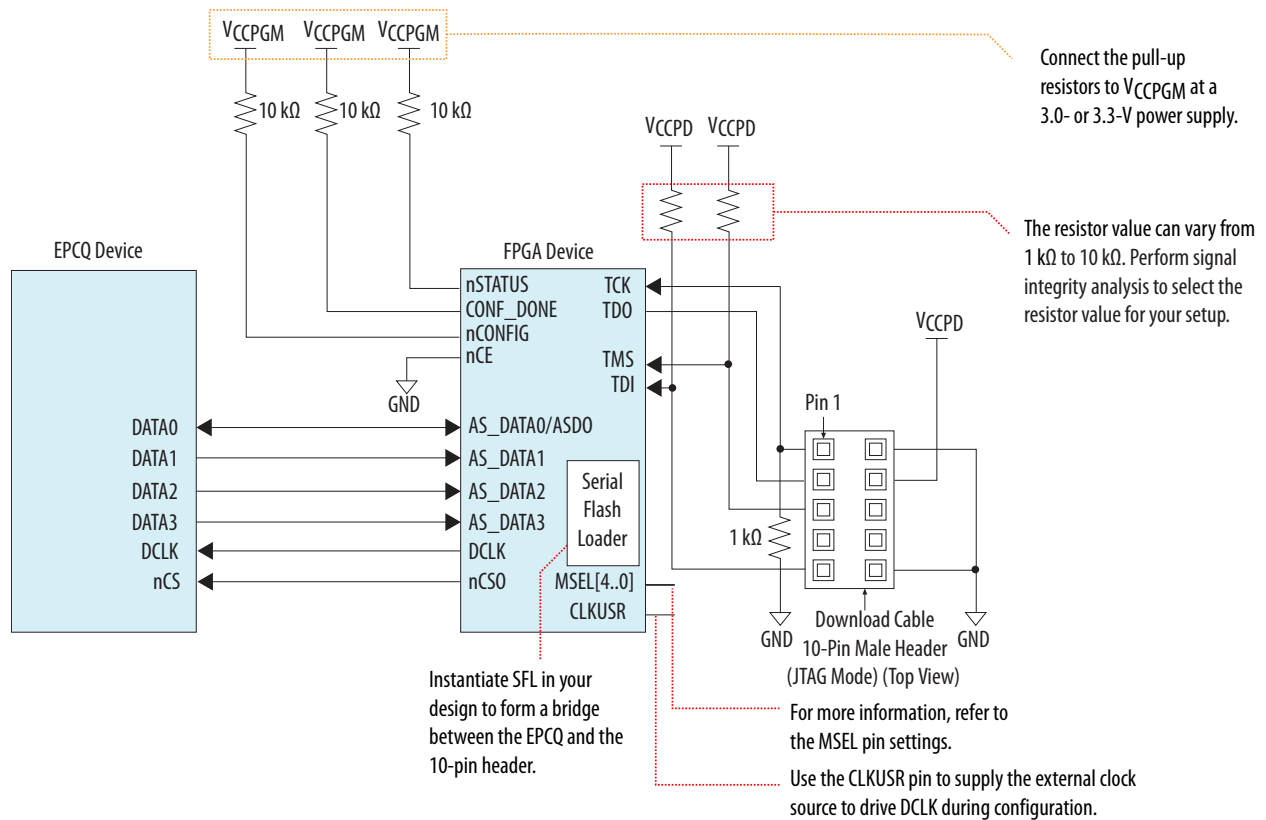 VCCPGM VCCPGM VCCPGM
10 kΩ 10 kΩ 10 kΩ
Connect the pull-up
resistors to VCCPGM at a
3.0- or 3.3-V power supply.
VCCPD VCCPD
The resistor value can vary from
1 kΩ to 10 kΩ. Perform signal
integrity analysis to select the
resistor value for your setup.
EPCQ Device
DATA0
DATA1
DATA2
DATA3
DCLK
nCS
FPGA Device
nSTATUS
CONF_DONE
nCONFIG
nCE
GND
AS_DATA0/ASDO
AS_DATA1
AS_DATA2
AS_DATA3
DCLK
nCSO
TCK
TDO
TMS
TDI
Serial
Flash
Loader
MSEL[4..0]
CLKUSR
VCCPD
Pin 1
1 kΩ
GND
GND
Download Cable
10-Pin Male Header
(JTAG Mode) (Top View)
Instantiate SFL in your
design to form a bridge
between the EPCQ and the
10-pin header.
For more information, refer to
the MSEL pin settings.
Use the CLKUSR pin to supply the external clock
source to drive DCLK during configuration.